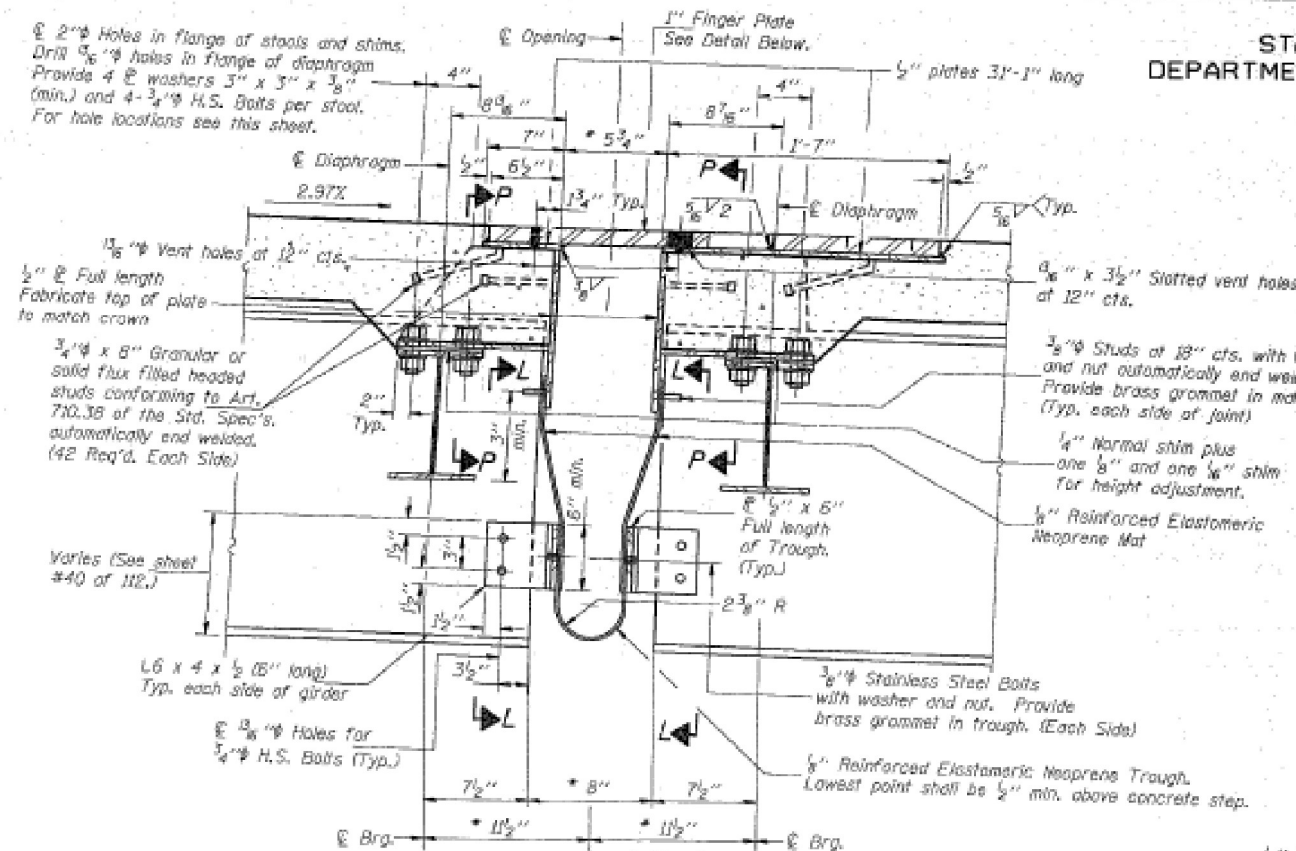 ℄ 2"ϕ Holes in flange of stools and shims.
Drill 13/16"ϕ holes in flange of diaphragm
Provide 4 ℄ washers 3" x 3" x 3/8"
(min.) and 4-3/4"ϕ H.S. Bolts per stool.
For hole locations see this sheet.
℄ Opening
1" Finger Plate
See Detail Below.
DEPARTME
1/2" plates 31'-1" long
4"
4"
7"
* 5 3/4"
8 7/16"
1'-7"
℄ Diaphragm
1/2"
6 1/2"
P
P
1/2"
2.97%
1 3/4" Typ.
5/16 V 2
℄ Diaphragm
5/16
Typ.
13/16"ϕ Vent holes at 12" cts.
3/8
1/2" ℄ Full length
Fabricate top of plate
to match crown
x 3 1/2" Slotted vent holes
at 12" cts.
3/4"ϕ x 8" Granular or
solid flux filled headed
studs conforming to Art.
710.38 of the Std. Spec's.
automatically end welded.
(42 Req'd. Each Side)
L
L
3/8"ϕ Studs at 18" cts. with
and nut automatically end
Provide brass grommet in
(Typ. each side of joint)
2"
Typ.
3"
min.
P
P
1/4" Normal shim plus
one 1/8" and one 1/16" shim
for height adjustment.
6" min.
℄ 1/2" x 6"
Full length
of Trough.
(Typ.)
1/8" Reinforced Elastomeric
Neoprene Mat
Varies (See sheet
#40 of 112.)
1 1/2"
3"
1 1/2"
1 1/2"
2 3/8" R
L6 x 4 x 1/2 (6" long)
Typ. each side of girder
3 1/2"
3/8"ϕ Stainless Steel Bolts
with washer and nut. Provide
brass grommet in trough. (Each Side)
L
L
℄ 13/16"ϕ Holes for
3/4"ϕ H.S. Bolts (Typ.)
1/8" Reinforced Elastomeric Neoprene Trough.
Lowest point shall be 1/2" min. above concrete step.
7 1/2"
* 8"
7 1/2"
* 11 1/2"
* 11 1/2"
℄ Brg.
℄ Brg.